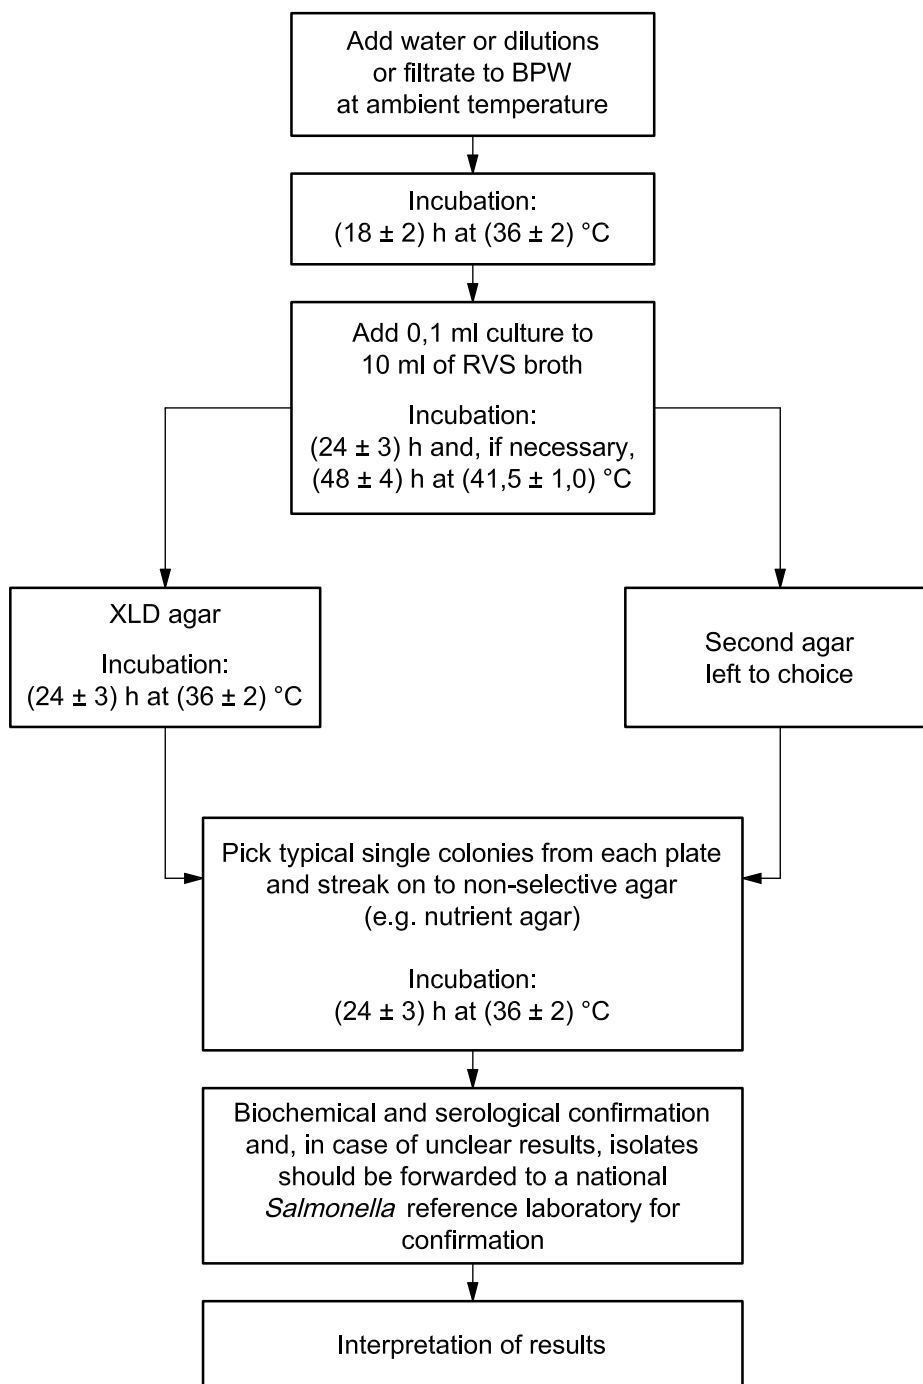 Add water or dilutions
or filtrate to BPW
at ambient temperature
Incubation:
(18 ± 2) h at (36 ± 2) °C
Add 0,1 ml culture to
10 ml of RVS broth
Incubation:
(24 ± 3) h and, if necessary,
(48 ± 4) h at (41,5 ± 1,0) °C
XLD agar
Incubation:
(24 ± 3) h at (36 ± 2) °C
Second agar
left to choice
Pick typical single colonies from each plate
and streak on to non-selective agar
(e.g. nutrient agar)
Incubation:
(24 ± 3) h at (36 ± 2) °C
Biochemical and serological confirmation
and, in case of unclear results, isolates
should be forwarded to a national
Salmonella reference laboratory for
confirmation
Interpretation of results